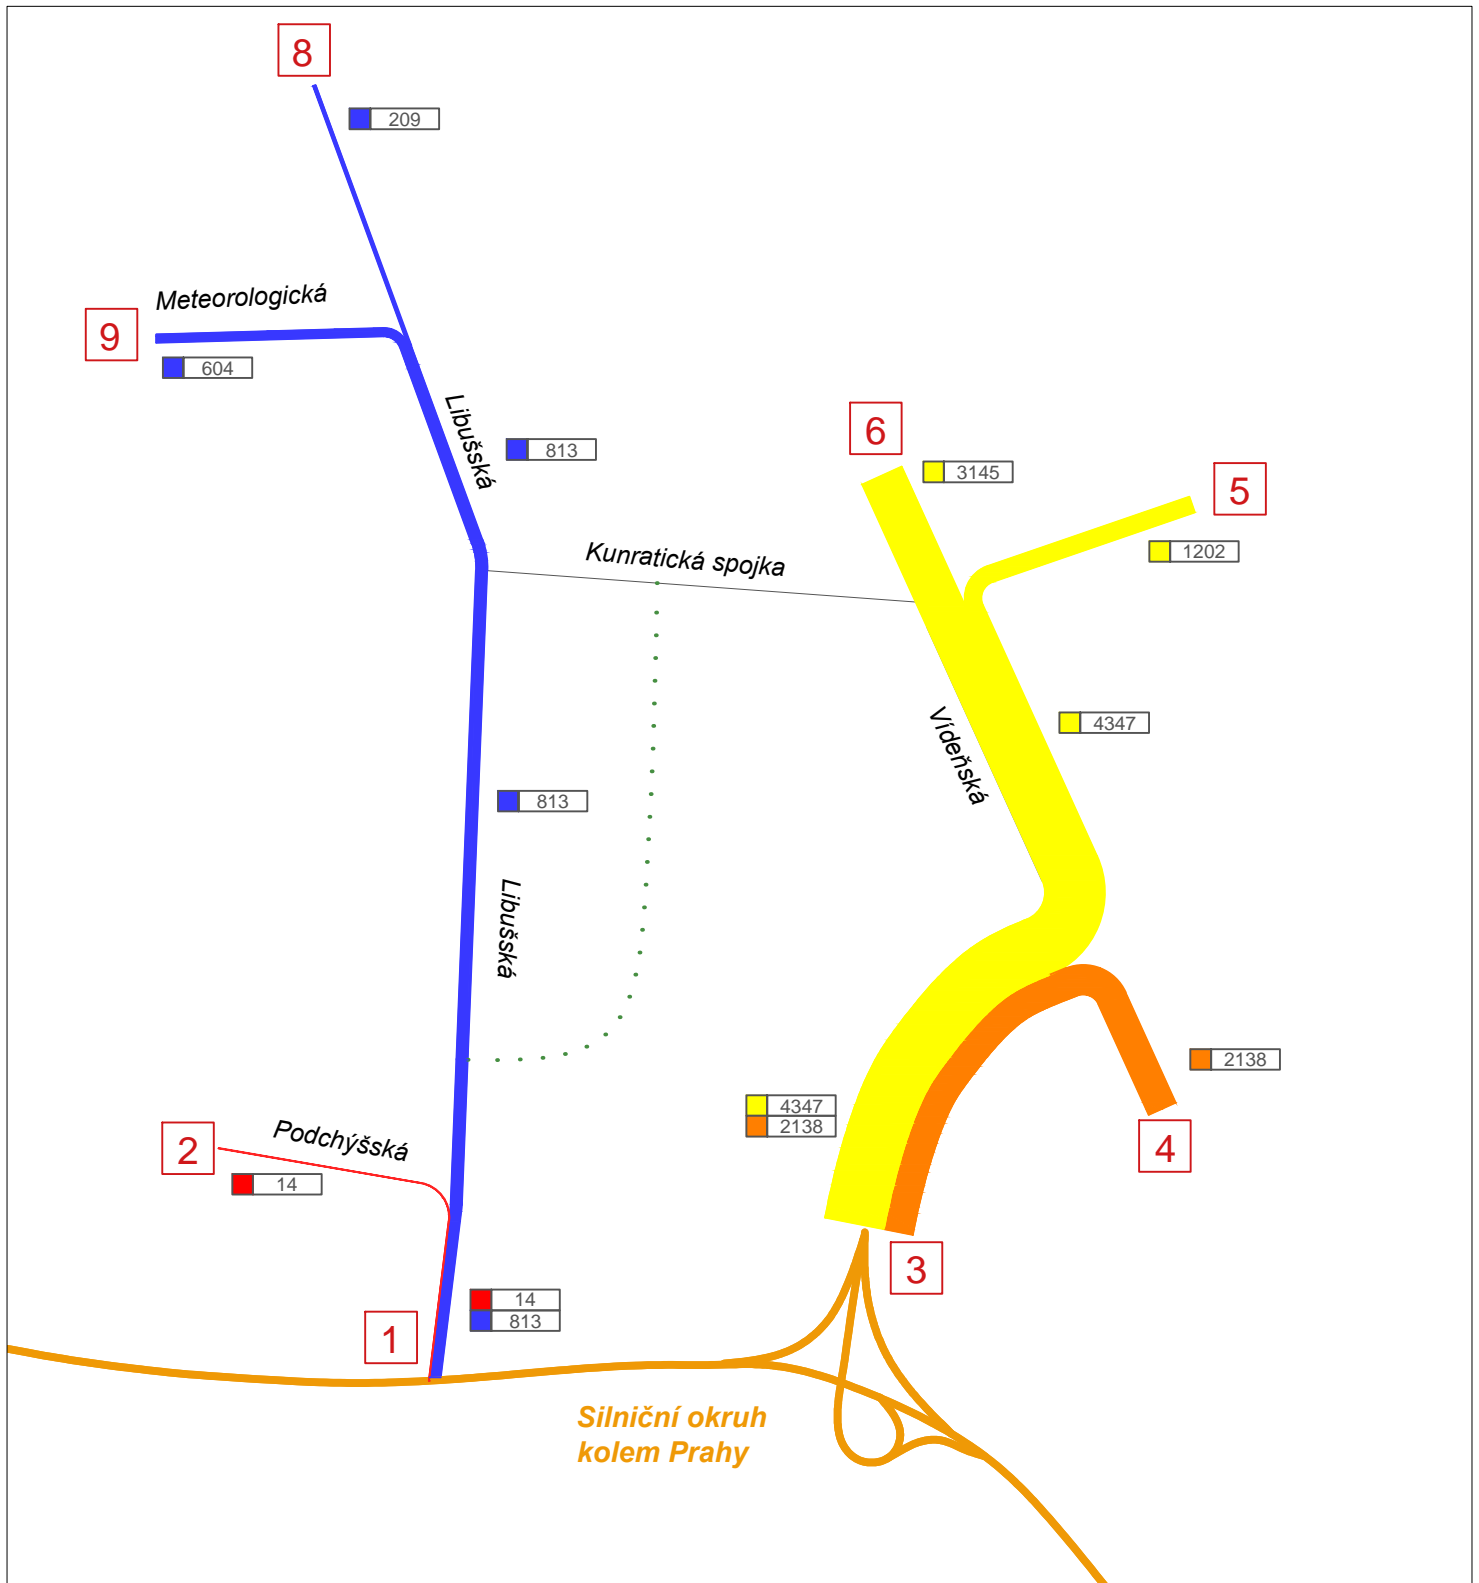 8
209
Meteorologická
9
604
Libušská
813
6
3145
5
1202
Kunratická spojka
Vídeňská
4347
813
Libušská
2138
4347
2138
4
2
Podchýšská
14
3
14
813
1
Silniční okruh
kolem Prahy